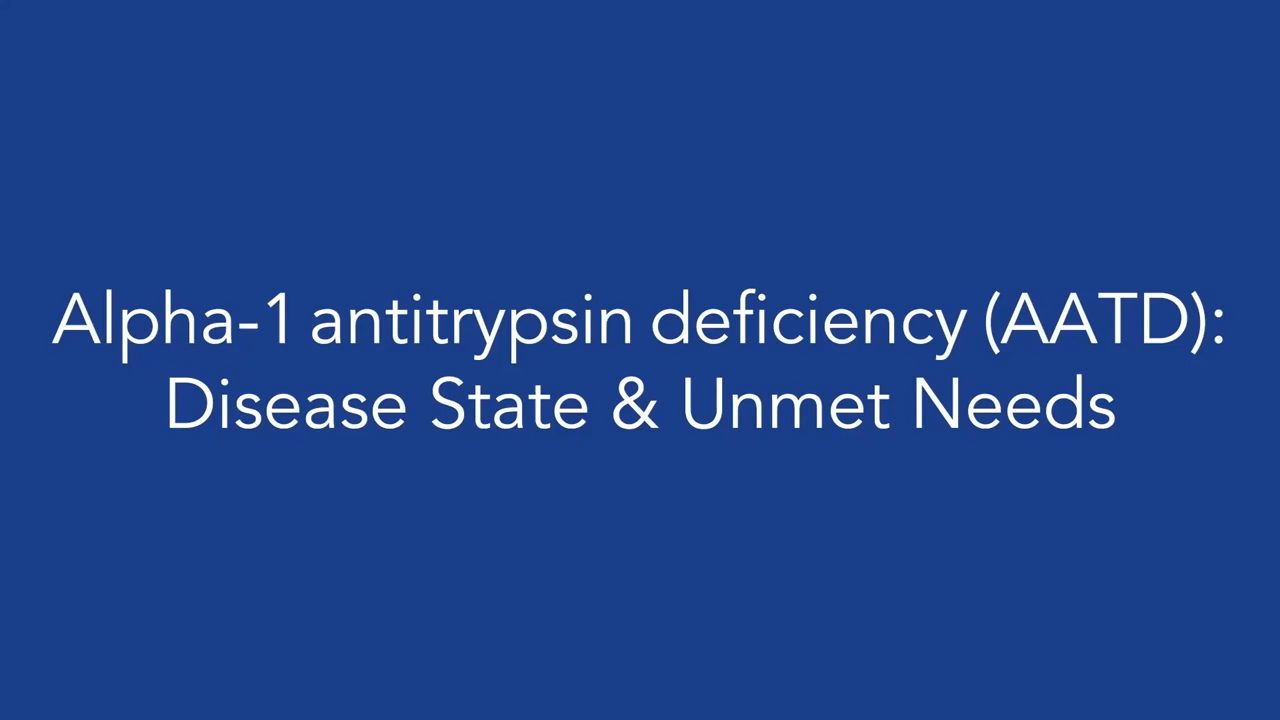 Alpha-1 antitrypsin deficiency (AATD):
Disease State & Unmet Needs